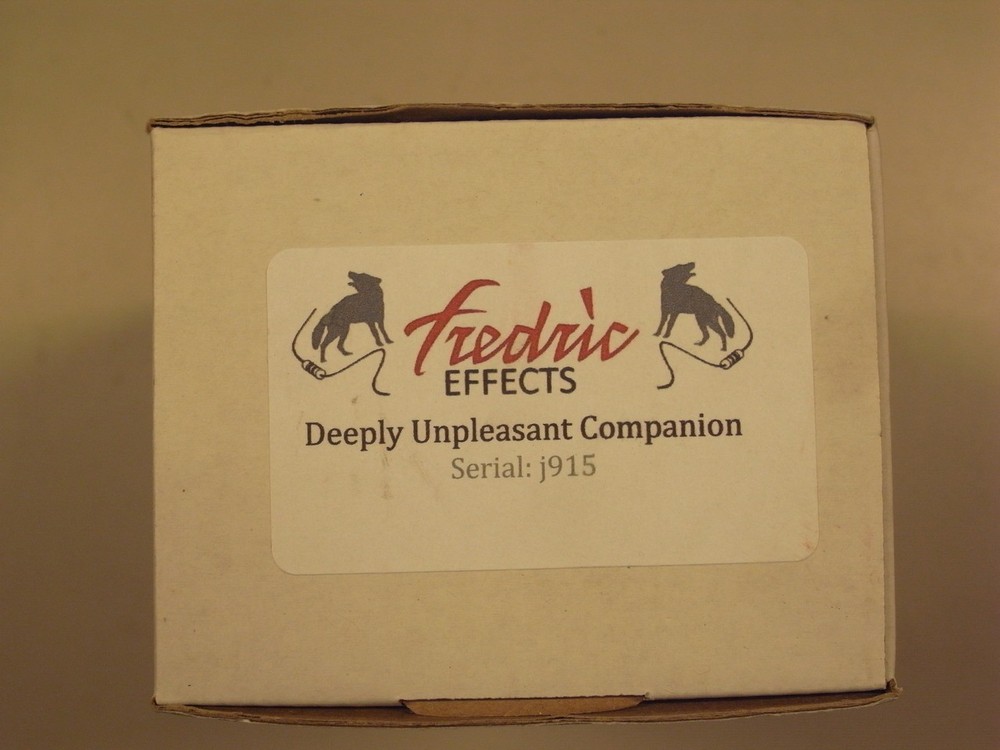 fredric
EFFECTS
Deeply Unpleasant Companion
Serial: j915